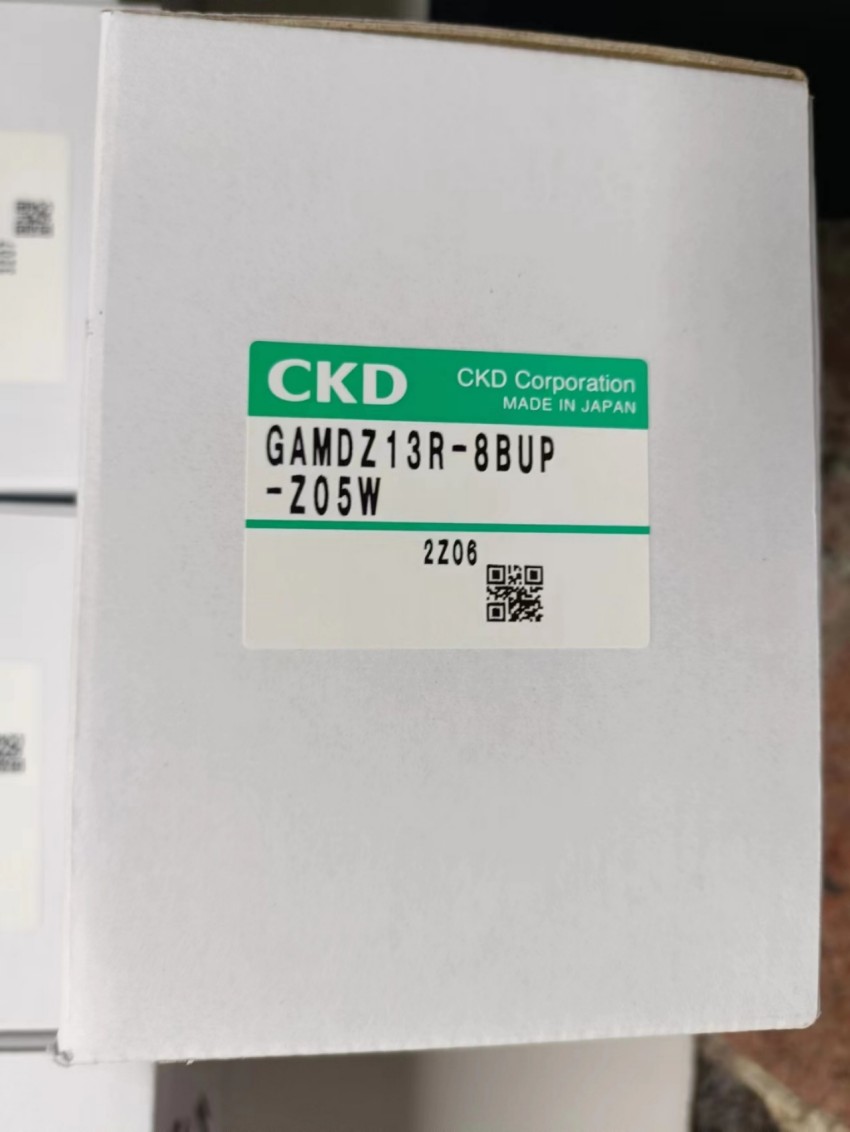 CKD
CKD Corporation
MADE IN JAPAN
GAMDZ13R-8BUP
-Z05W
2Z06